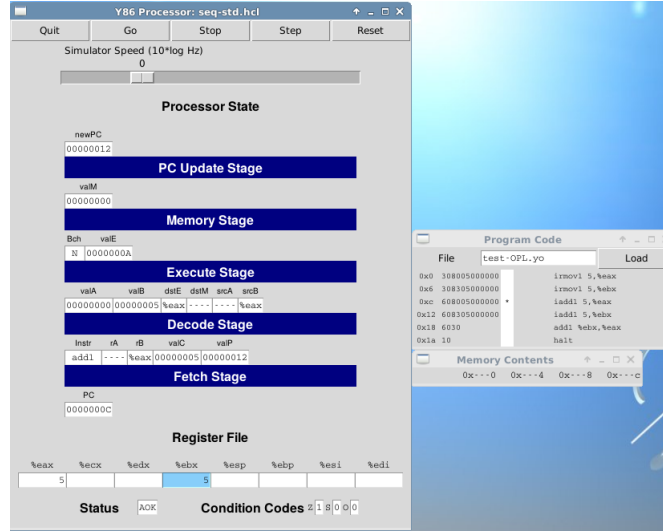 Y86 Processor: seq-std.hcl
Quit Go Stop Step Reset
Simulator Speed (10*log Hz)
0
Processor State
newPC
00000012
PC Update Stage
valM
00000000
Memory Stage
Bch valE
N 0000000A
Execute Stage
valA valB dstE dstM srcA srcB
00000000 00000005 %eax ---- ---- %eax
Decode Stage
Instr rA rB valC valP
addl ---- %eax 00000005 00000012
Fetch Stage
PC
0000000C
Register File
%eax %ecx %edx %ebx %esp %ebp %esi %edi
5 5
Status AOK Condition Codes Z 1 S 0 O 0
Program Code
File test-OPL.yo Load
0x0 308005000000 irmovl 5,%eax
0x6 308305000000 irmovl 5,%ebx
0xc 608005000000 * iaddl 5,%eax
0x12 608305000000 iaddl 5,%ebx
0x18 6030 addl %ebx,%eax
0x1a 10 halt
Memory Contents
0x---0 0x---4 0x---8 0x---c